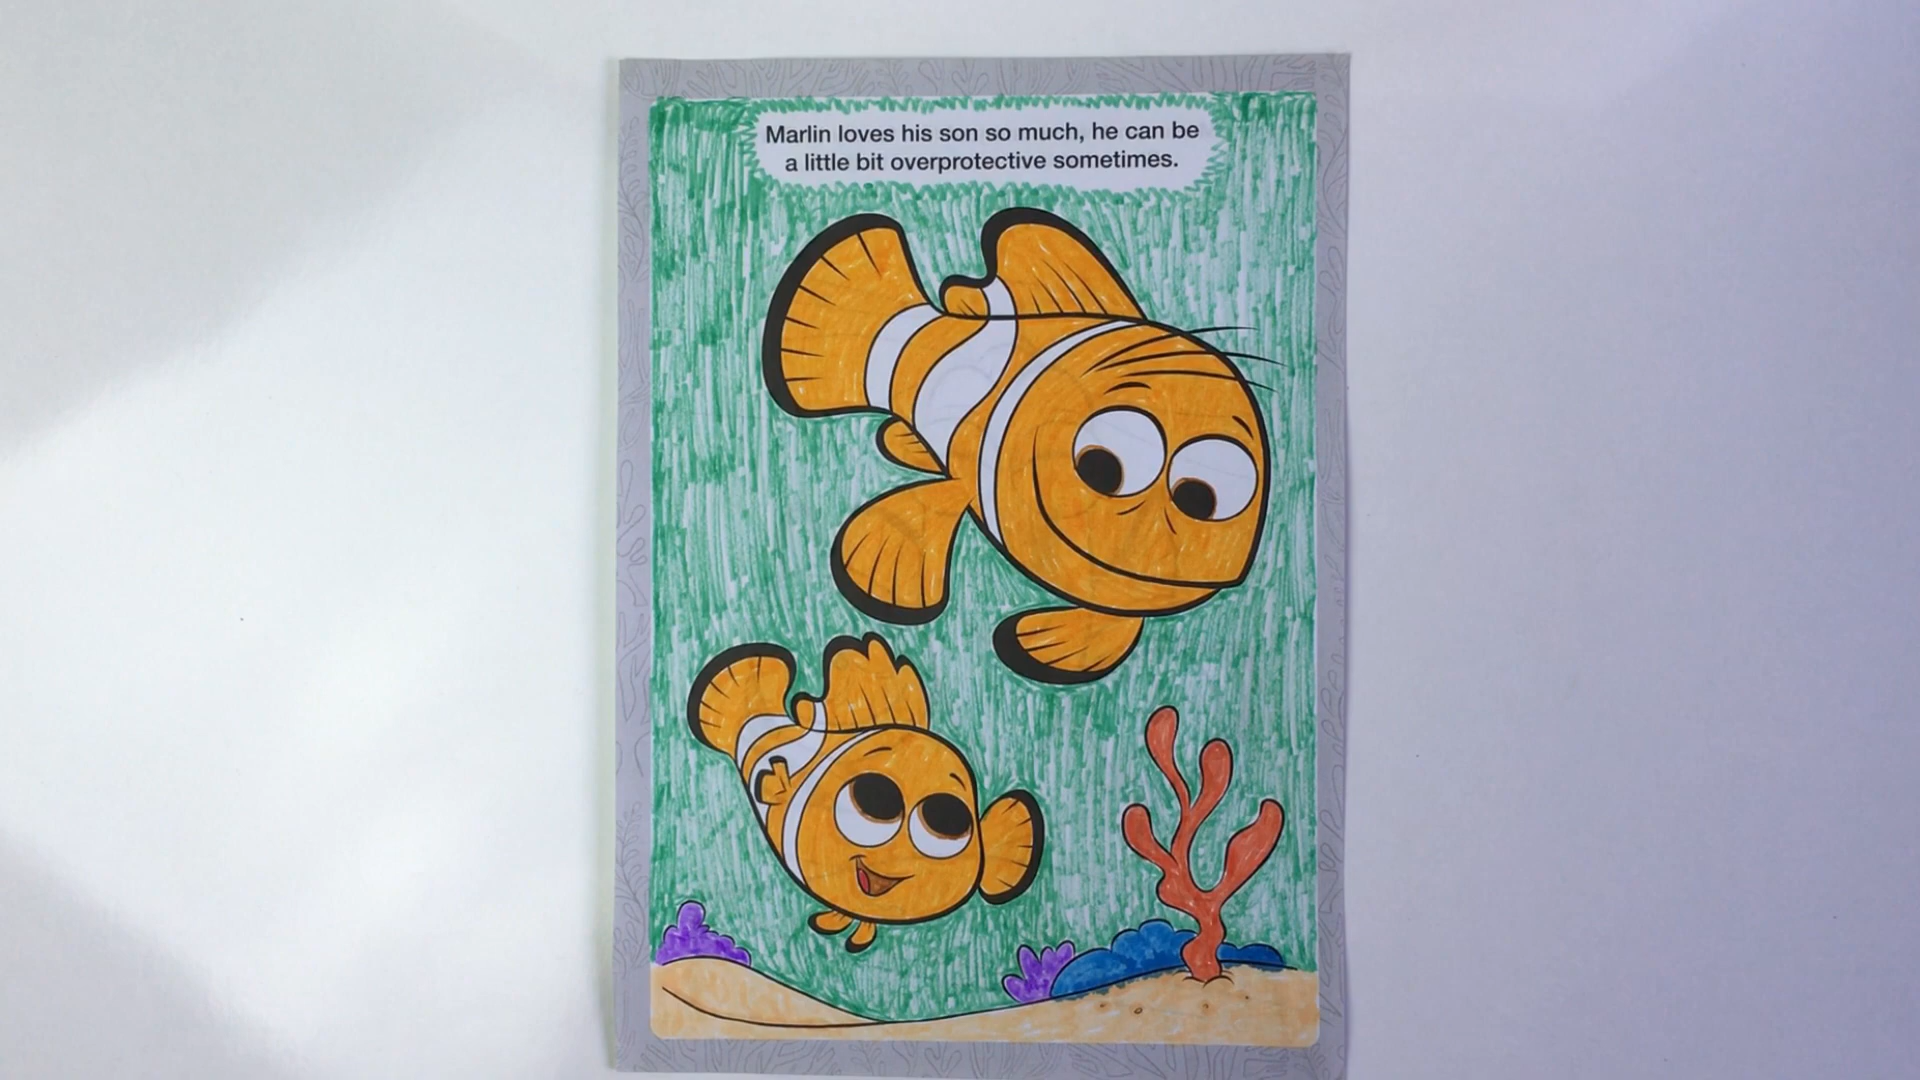 Marlin loves his son so much, he can be
a little bit overprotective sometimes.